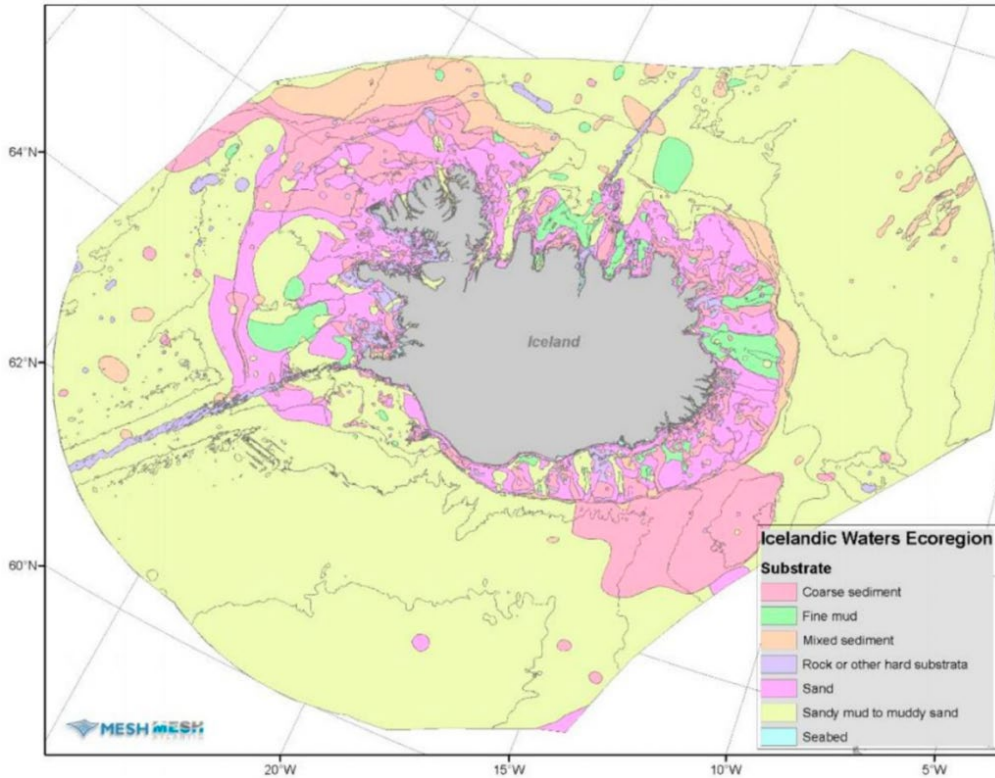 64°N
62°N
60°N
Iceland
Icelandic Waters Ecoregion
Substrate
Coarse sediment
Fine mud
Mixed sediment
Rock or other hard substrata
Sand
Sandy mud to muddy sand
Seabed
MESH MESH
20°W
15°W
10°W
5°W